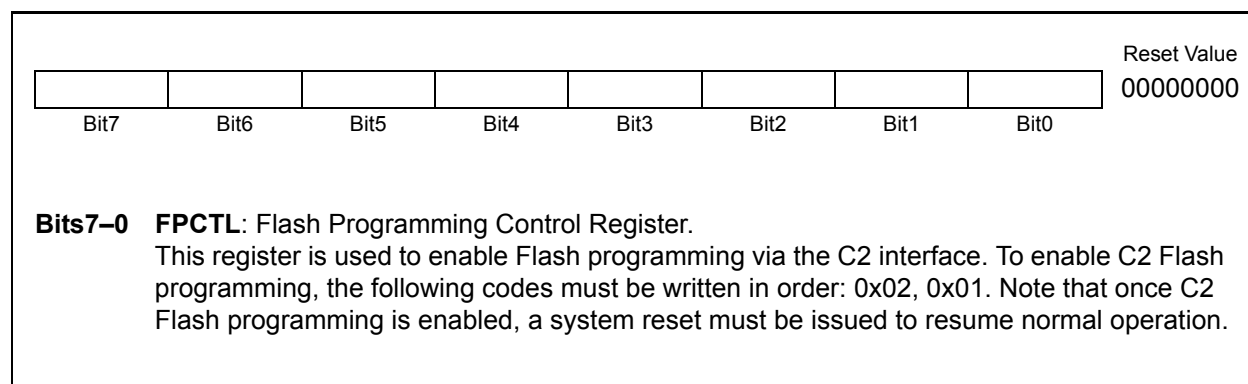 Reset Value
00000000
Bit7 Bit6 Bit5 Bit4 Bit3 Bit2 Bit1 Bit0
Bits7–0 FPCTL: Flash Programming Control Register.
This register is used to enable Flash programming via the C2 interface. To enable C2 Flash
programming, the following codes must be written in order: 0x02, 0x01. Note that once C2
Flash programming is enabled, a system reset must be issued to resume normal operation.